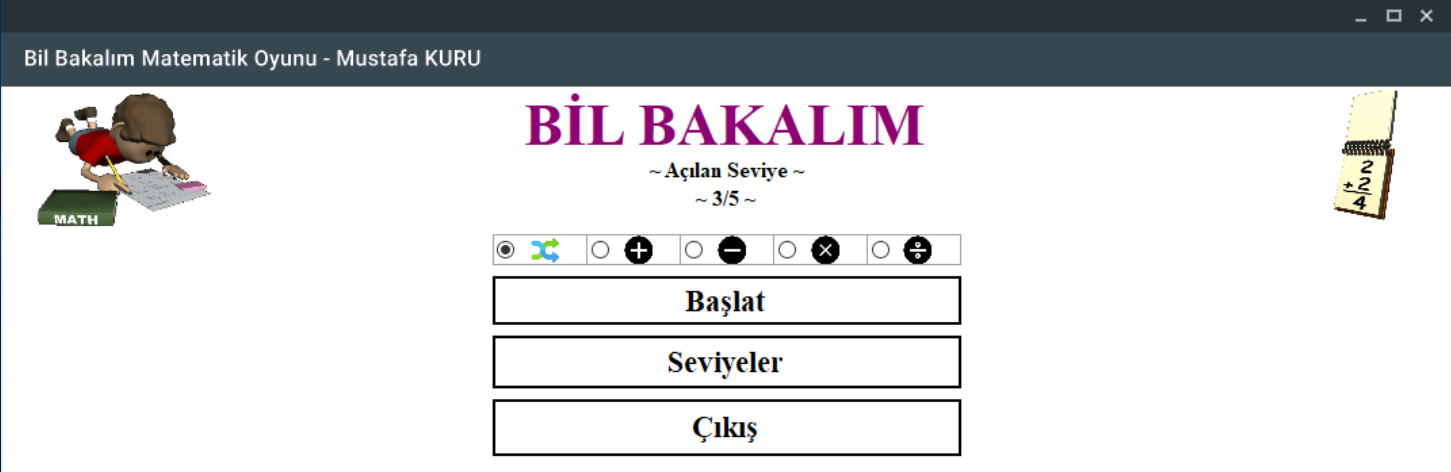 Bil Bakalım Matematik Oyunu - Mustafa KURU
BİL BAKALIM
~ Açılan Seviye ~
~ 3/5 ~
MATH
2
+2
4
Başlat
Seviyeler
Çıkış